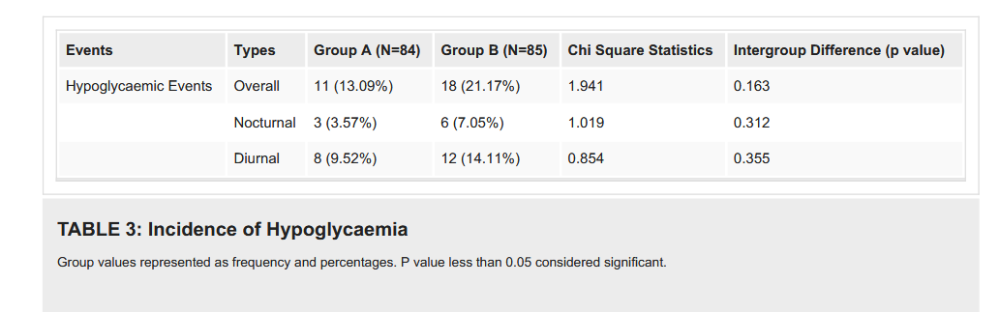 Events Types Group A (N=84) Group B (N=85) Chi Square Statistics Intergroup Difference (p value)
Hypoglycaemic Events Overall 11 (13.09%) 18 (21.17%) 1.941 0.163
Nocturnal 3 (3.57%) 6 (7.05%) 1.019 0.312
Diurnal 8 (9.52%) 12 (14.11%) 0.854 0.355
TABLE 3: Incidence of Hypoglycaemia
Group values represented as frequency and percentages. P value less than 0.05 considered significant.